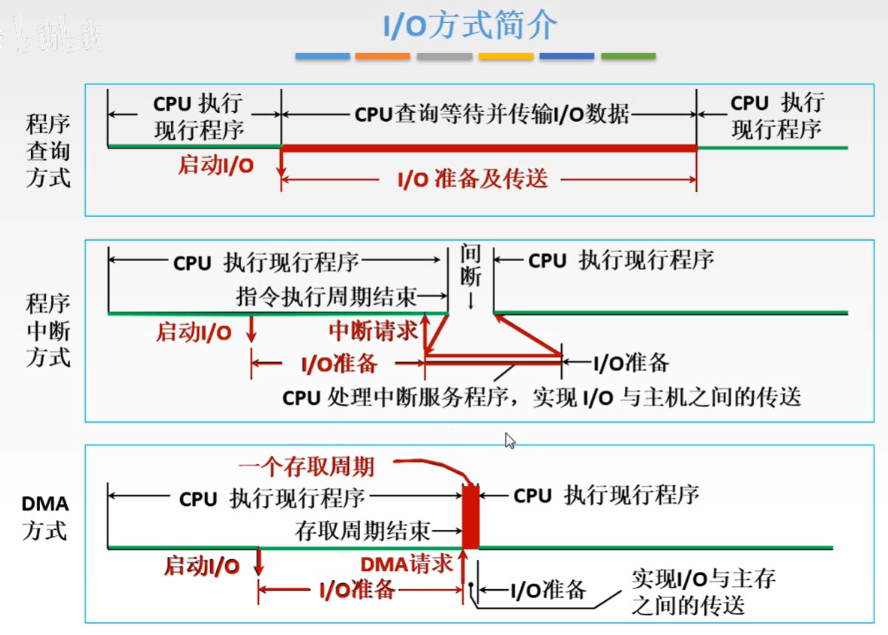 I/O方式简介
程序
查询
方式
CPU 执行
现行程序
CPU查询等待并传输I/O数据
CPU 执行
现行程序
启动I/O
I/O 准备及传送
程序
中断
方式
CPU 执行现行程序
间
断
CPU 执行现行程序
指令执行周期结束
启动I/O
中断请求
I/O准备
I/O准备
CPU 处理中断服务程序，实现 I/O 与主机之间的传送
DMA
方式
一个存取周期
CPU 执行现行程序
CPU 执行现行程序
存取周期结束
启动I/O
DMA请求
I/O准备
I/O准备
实现I/O与主存
之间的传送